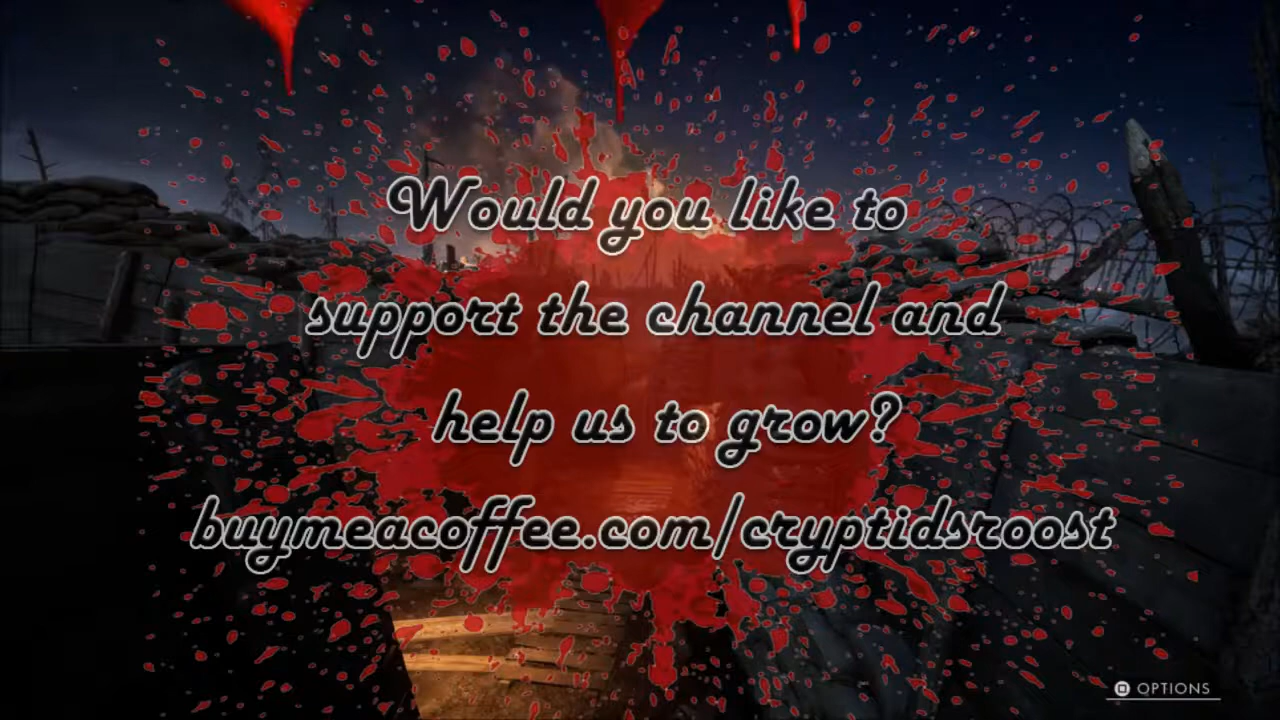 Would you like to
support the channel and
help us to grow?
buymeacoffee.com/cryptidsroost
OPTIONS